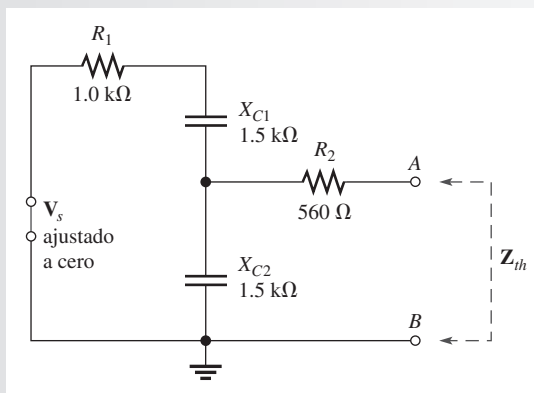 R1
1.0 kΩ
XC1
1.5 kΩ
R2
A
560 Ω
Vs
ajustado
a cero
Zth
XC2
1.5 kΩ
B